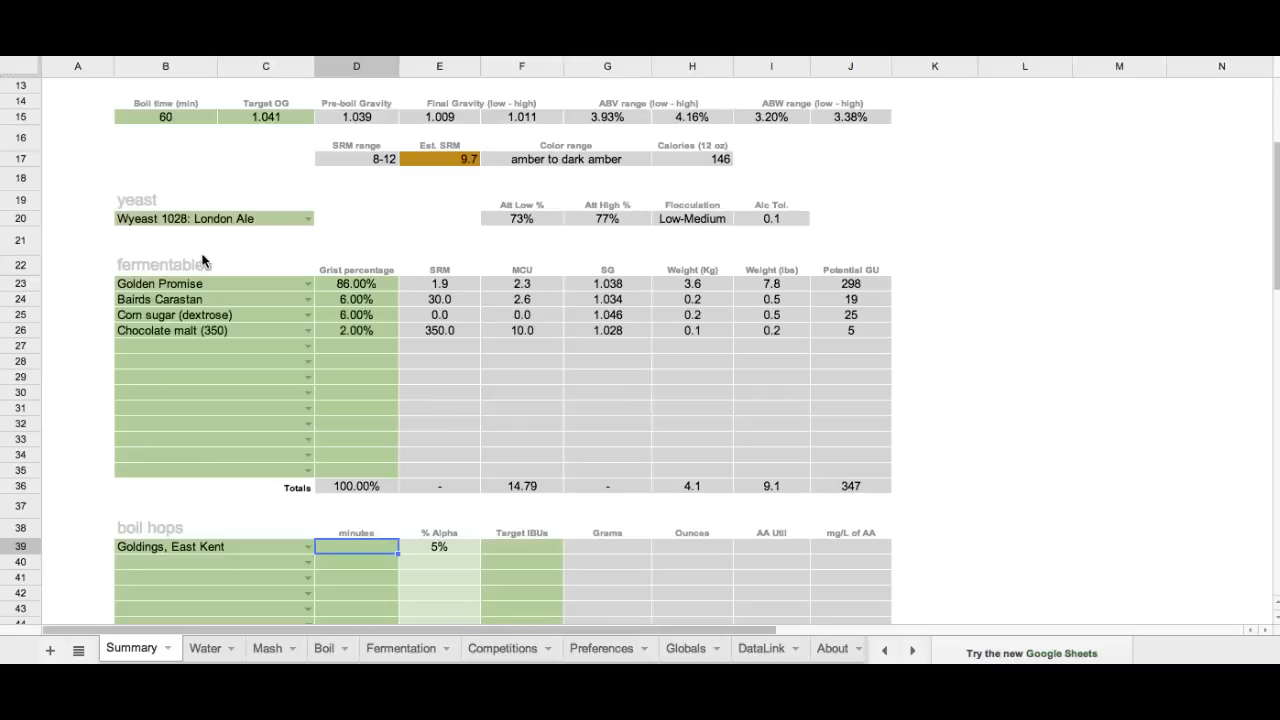 A B C D E F G H I J K L M N
13
14 Boil time (min) Target OG Pre-boil Gravity Final Gravity (low - high) ABV range (low - high) ABW range (low - high)
15 60 1.041 1.039 1.009 1.011 3.93% 4.16% 3.20% 3.38%
16 SRM range Est. SRM Color range Calories (12 oz)
17 8-12 9.7 amber to dark amber 146
18
19 yeast Att Low % Att High % Flocculation Alc Tol.
20 Wyeast 1028: London Ale 73% 77% Low-Medium 0.1
21
22 fermentables Grist percentage SRM MCU SG Weight (Kg) Weight (lbs) Potential GU
23 Golden Promise 86.00% 1.9 2.3 1.038 3.6 7.8 298
24 Bairds Carastan 6.00% 30.0 2.6 1.034 0.2 0.5 19
25 Corn sugar (dextrose) 6.00% 0.0 0.0 1.046 0.2 0.5 25
26 Chocolate malt (350) 2.00% 350.0 10.0 1.028 0.1 0.2 5
27
28
29
30
31
32
33
34
35
36 Totals 100.00% - 14.79 - 4.1 9.1 347
37
38 boil hops minutes % Alpha Target IBUs Grams Ounces AA Util mg/L of AA
39 Goldings, East Kent 5%
40
41
42
43
44
+ Summary Water Mash Boil Fermentation Competitions Preferences Globals DataLink About Try the new Google Sheets